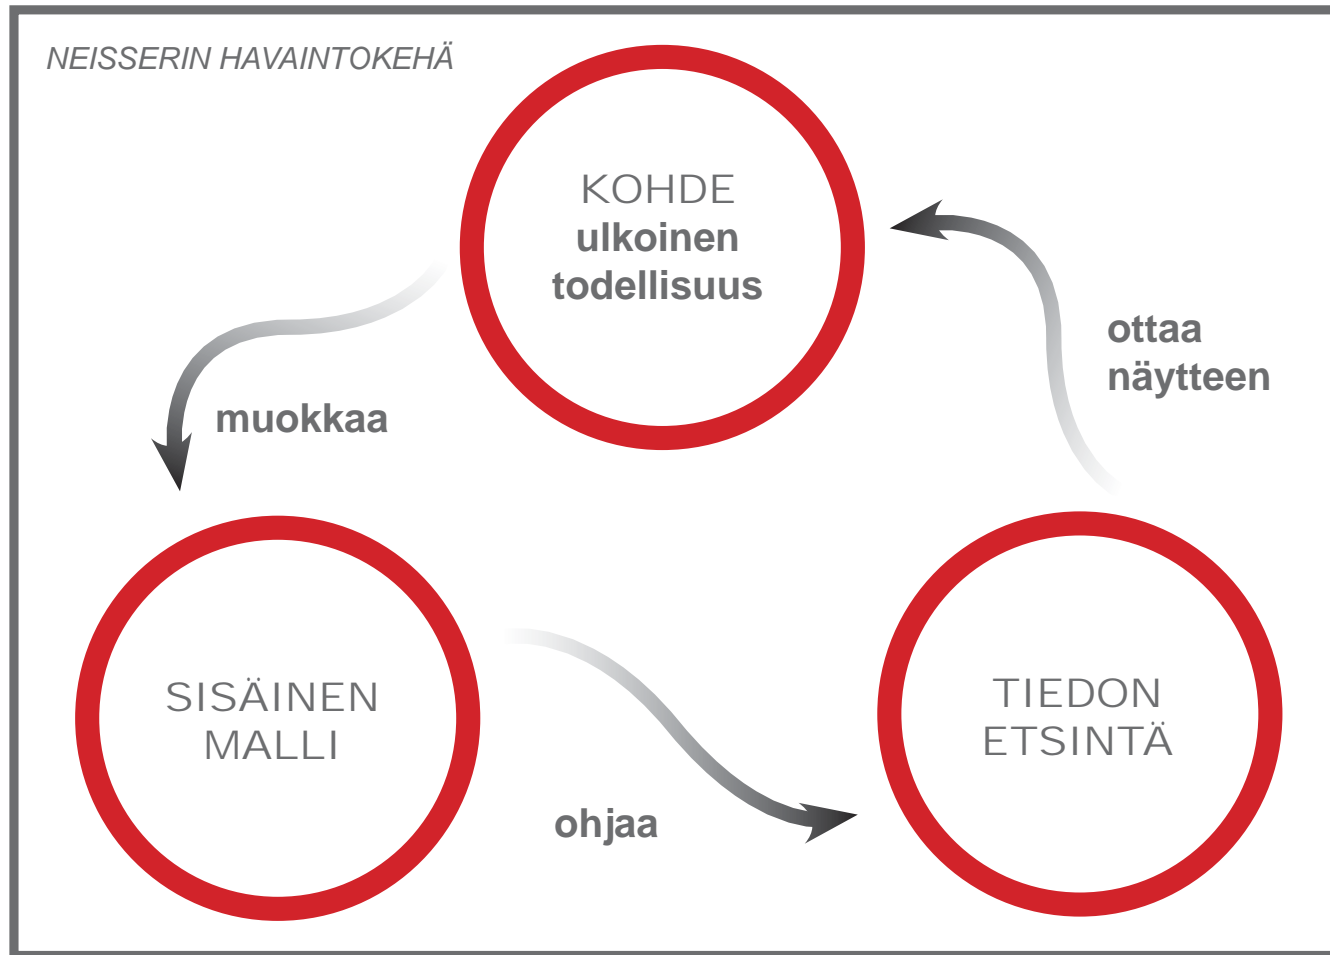 NEISSERIN HAVAINTOKEHÄ
KOHDE
ulkoinen
todellisuus
ottaa
näytteen
muokkaa
SISÄINEN
MALLI
TIEDON
ETSINTÄ
ohjaa